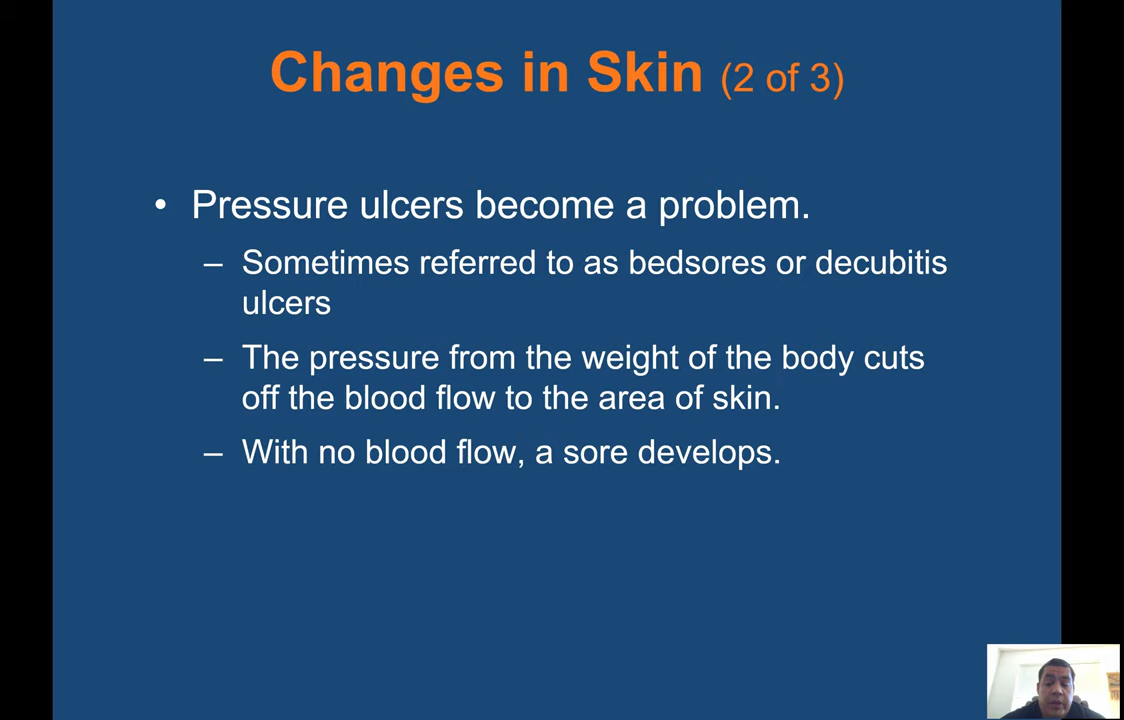 Changes in Skin (2 of 3)
• Pressure ulcers become a problem.
– Sometimes referred to as bedsores or decubitis
ulcers
– The pressure from the weight of the body cuts
off the blood flow to the area of skin.
– With no blood flow, a sore develops.